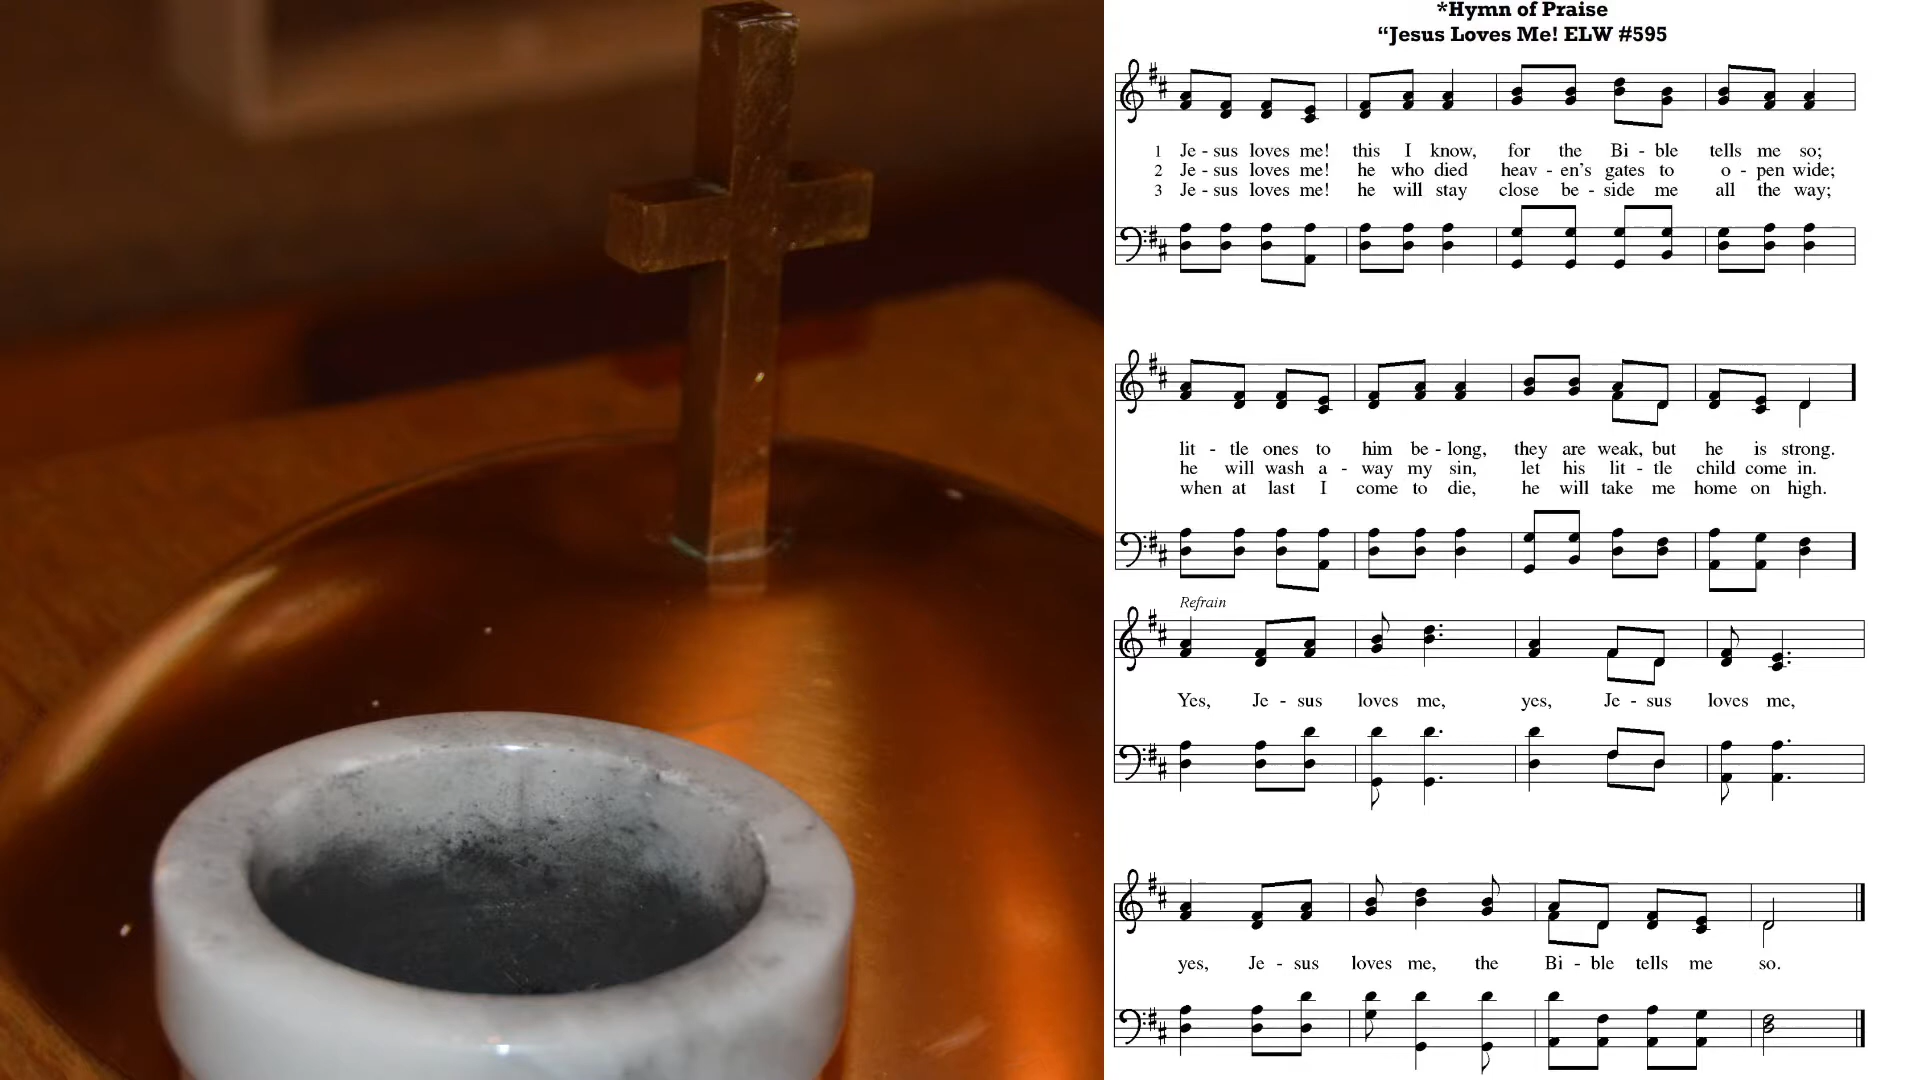 *Hymn of Praise
“Jesus Loves Me! ELW #595
1 Je - sus loves me! this I know, for the Bi - ble tells me so;
2 Je - sus loves me! he who died heav - en’s gates to o - pen wide;
3 Je - sus loves me! he will stay close be - side me all the way;
lit - tle ones to him be - long, they are weak, but he is strong.
he will wash a - way my sin, let his lit - tle child come in.
when at last I come to die, he will take me home on high.
Refrain
Yes, Je - sus loves me, yes, Je - sus loves me,
yes, Je - sus loves me, the Bi - ble tells me so.